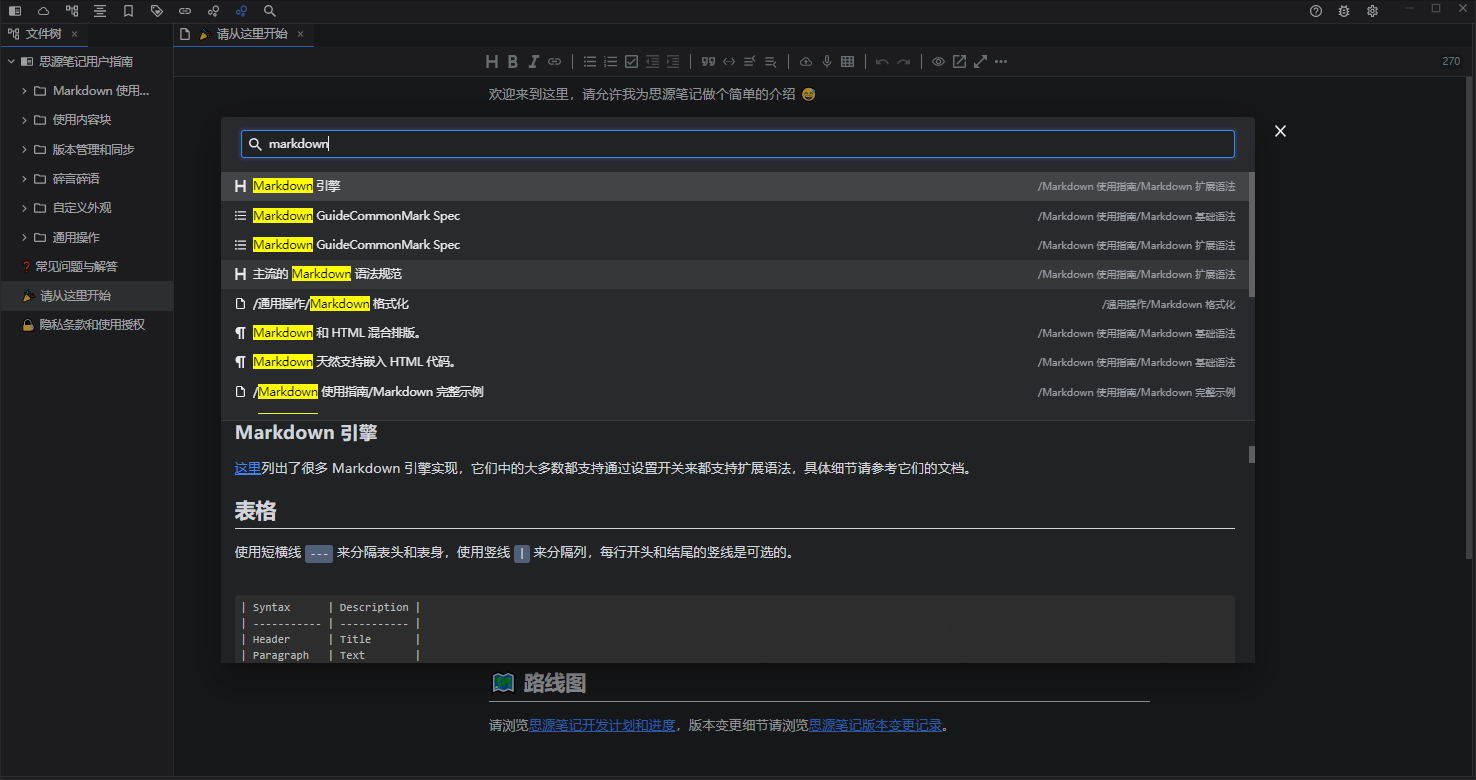 文件树
请从这里开始
思源笔记用户指南
Markdown 使用...
使用内容块
版本管理和同步
碎言碎语
自定义外观
通用操作
常见问题与解答
请从这里开始
隐私条款和使用授权
270
欢迎来到这里，请允许我为思源笔记做个简单的介绍
markdown
Markdown 引擎 /Markdown 使用指南/Markdown 扩展语法
Markdown GuideCommonMark Spec /Markdown 使用指南/Markdown 基础语法
Markdown GuideCommonMark Spec /Markdown 使用指南/Markdown 扩展语法
主流的 Markdown 语法规范 /Markdown 使用指南/Markdown 扩展语法
/通用操作/Markdown 格式化 /通用操作/Markdown 格式化
Markdown 和 HTML 混合排版。 /Markdown 使用指南/Markdown 基础语法
Markdown 天然支持嵌入 HTML 代码。 /Markdown 使用指南/Markdown 基础语法
/Markdown 使用指南/Markdown 完整示例 /Markdown 使用指南/Markdown 完整示例
Markdown 引擎
这里列出了很多 Markdown 引擎实现，它们中的大多数都支持通过设置开关来都支持扩展语法，具体细节请参考它们的文档。
表格
使用短横线 --- 来分隔表头和表身，使用竖线 | 来分隔列，每行开头和结尾的竖线是可选的。
| Syntax | Description |
| ----------- | ----------- |
| Header | Title |
| Paragraph | Text |
路线图
请浏览思源笔记开发计划和进度，版本变更细节请浏览思源笔记版本变更记录。